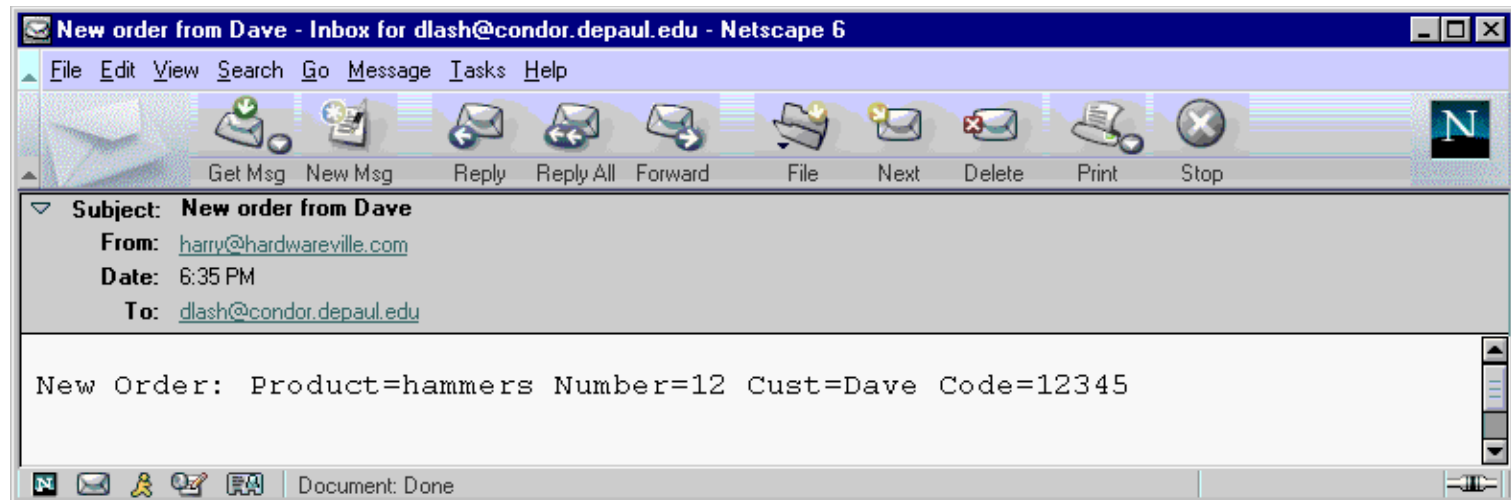 New order from Dave - Inbox for dlash@condor.depaul.edu - Netscape 6
File Edit View Search Go Message Tasks Help
Get Msg New Msg Reply Reply All Forward File Next Delete Print Stop
N
Subject: New order from Dave
From: harry@hardwareville.com
Date: 6:35 PM
To: dlash@condor.depaul.edu
New Order: Product=hammers Number=12 Cust=Dave Code=12345
N Document: Done